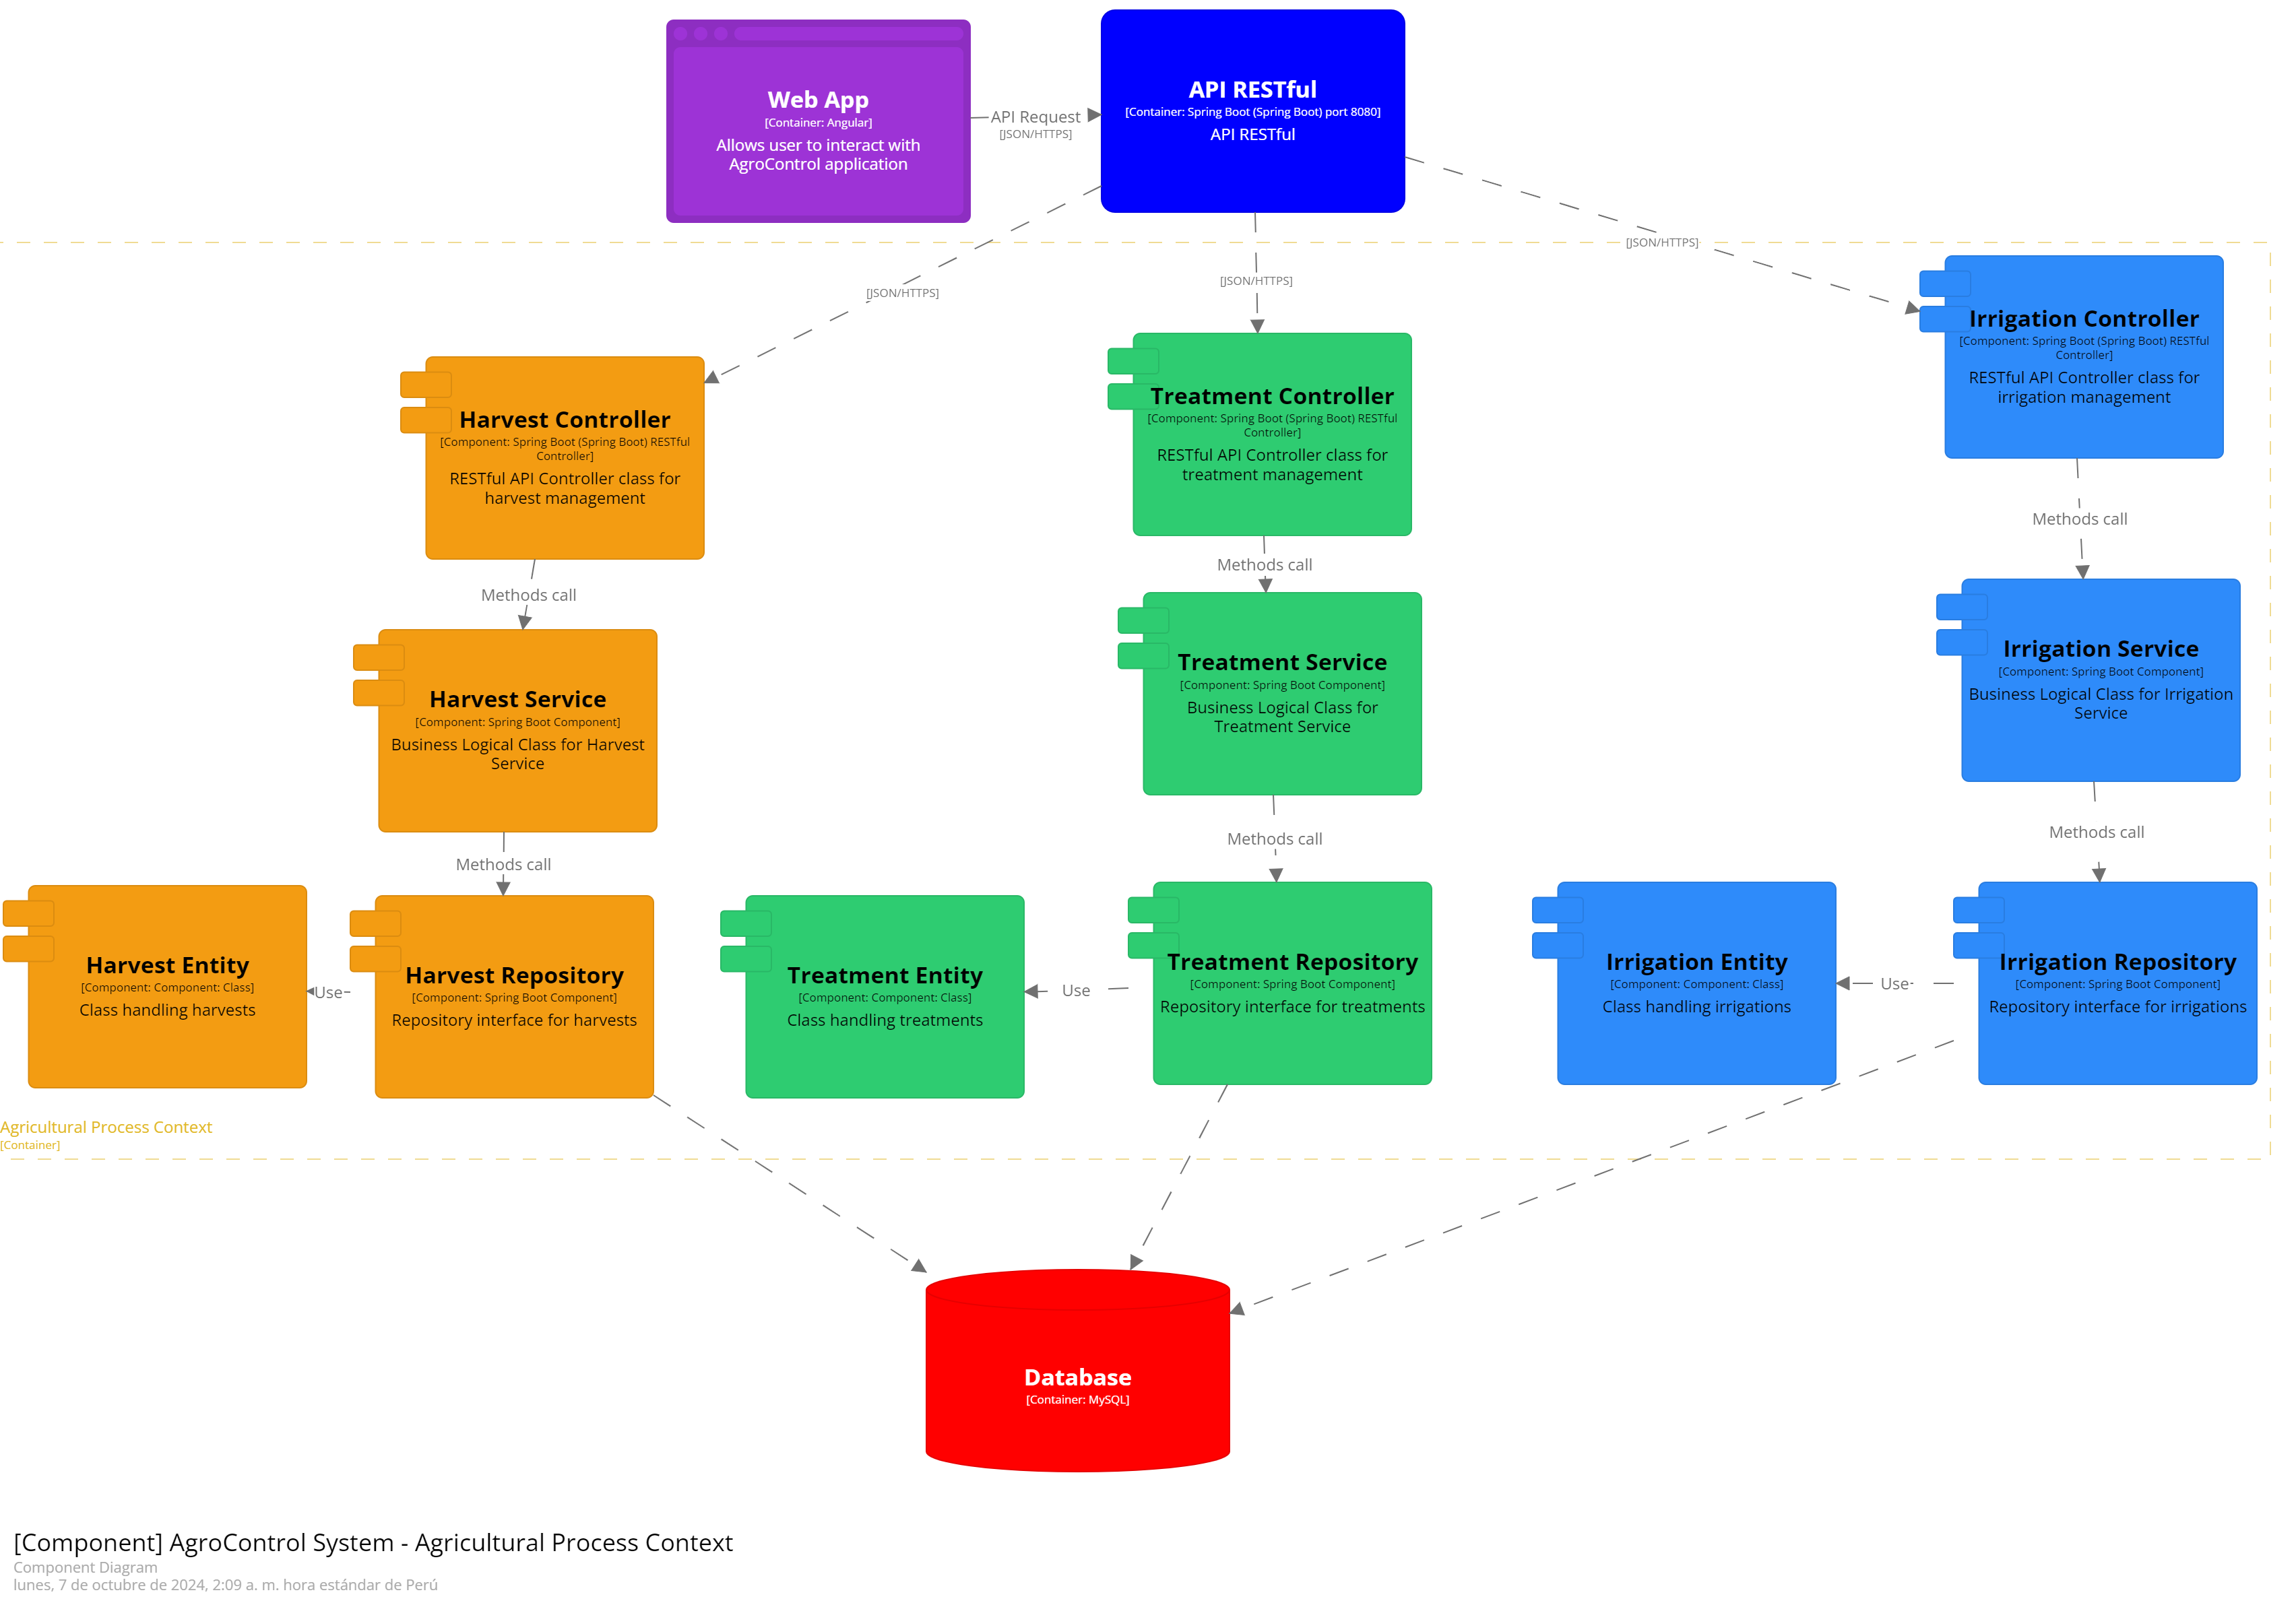 Web App
[Container: Angular]
Allows user to interact with
AgroControl application
API Request
[JSON/HTTPS]
API RESTful
[Container: Spring Boot (Spring Boot) port 8080]
API RESTful
[JSON/HTTPS]
[JSON/HTTPS]
[JSON/HTTPS]
Harvest Controller
[Component: Spring Boot (Spring Boot) RESTful
Controller]
RESTful API Controller class for
harvest management
Treatment Controller
[Component: Spring Boot (Spring Boot) RESTful
Controller]
RESTful API Controller class for
treatment management
Irrigation Controller
[Component: Spring Boot (Spring Boot) RESTful
Controller]
RESTful API Controller class for
irrigation management
Methods call
Methods call
Methods call
Harvest Service
[Component: Spring Boot Component]
Business Logical Class for Harvest
Service
Treatment Service
[Component: Spring Boot Component]
Business Logical Class for
Treatment Service
Irrigation Service
[Component: Spring Boot Component]
Business Logical Class for Irrigation
Service
Methods call
Methods call
Methods call
Harvest Entity
[Component: Component: Class]
Class handling harvests
Use
Harvest Repository
[Component: Spring Boot Component]
Repository interface for harvests
Treatment Entity
[Component: Component: Class]
Class handling treatments
Use
Treatment Repository
[Component: Spring Boot Component]
Repository interface for treatments
Irrigation Entity
[Component: Component: Class]
Class handling irrigations
Use
Irrigation Repository
[Component: Spring Boot Component]
Repository interface for irrigations
Agricultural Process Context
[Container]
Database
[Container: MySQL]
[Component] AgroControl System - Agricultural Process Context
Component Diagram
lunes, 7 de octubre de 2024, 2:09 a. m. hora estándar de Perú